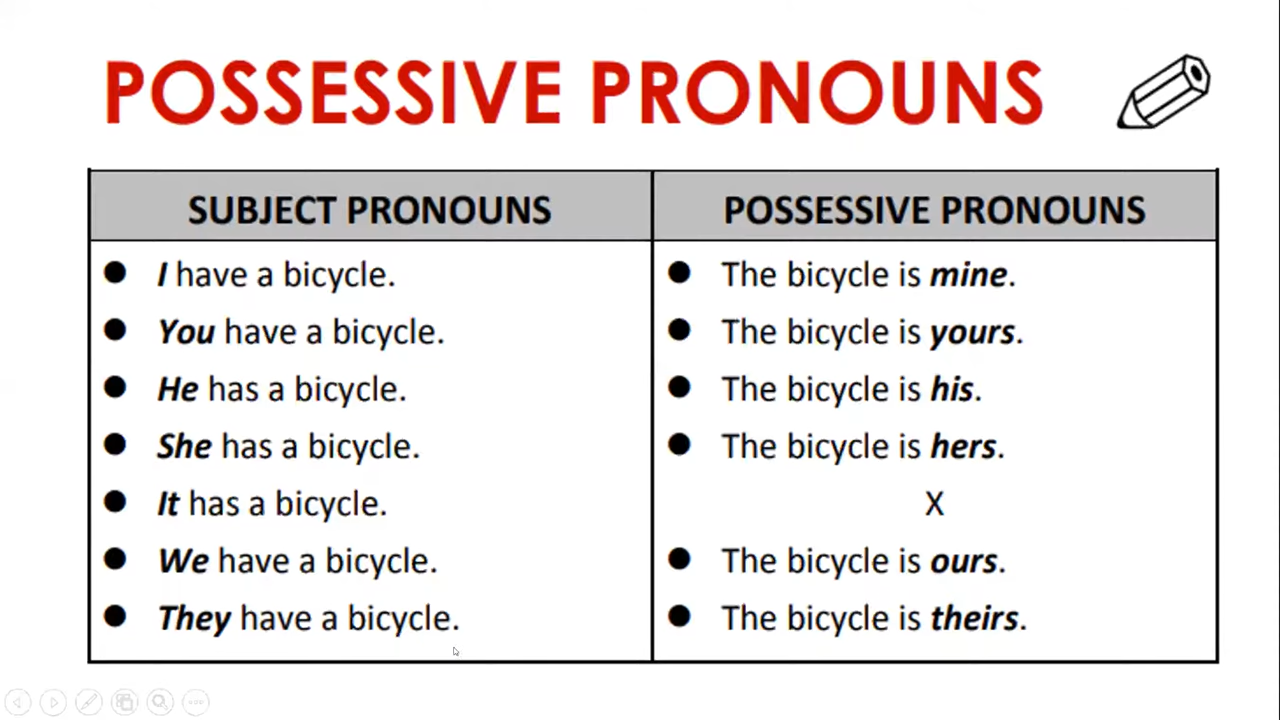 POSSESSIVE PRONOUNS
SUBJECT PRONOUNS
● I have a bicycle.
● You have a bicycle.
● He has a bicycle.
● She has a bicycle.
● It has a bicycle.
● We have a bicycle.
● They have a bicycle.
POSSESSIVE PRONOUNS
● The bicycle is mine.
● The bicycle is yours.
● The bicycle is his.
● The bicycle is hers.
X
● The bicycle is ours.
● The bicycle is theirs.